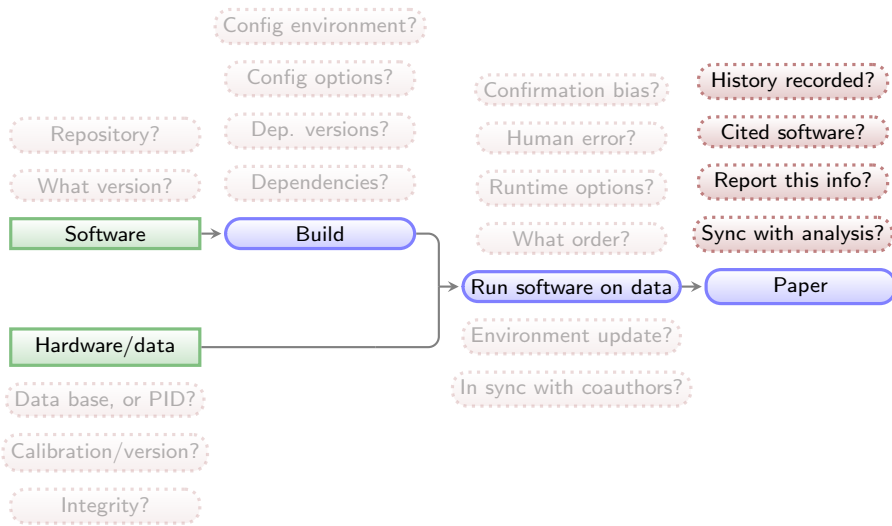 Config environment?
Config options?
Dep. versions?
Dependencies?
Repository?
What version?
Software
Build
Hardware/data
Data base, or PID?
Calibration/version?
Integrity?
Confirmation bias?
Human error?
Runtime options?
What order?
Run software on data
Environment update?
In sync with coauthors?
History recorded?
Cited software?
Report this info?
Sync with analysis?
Paper